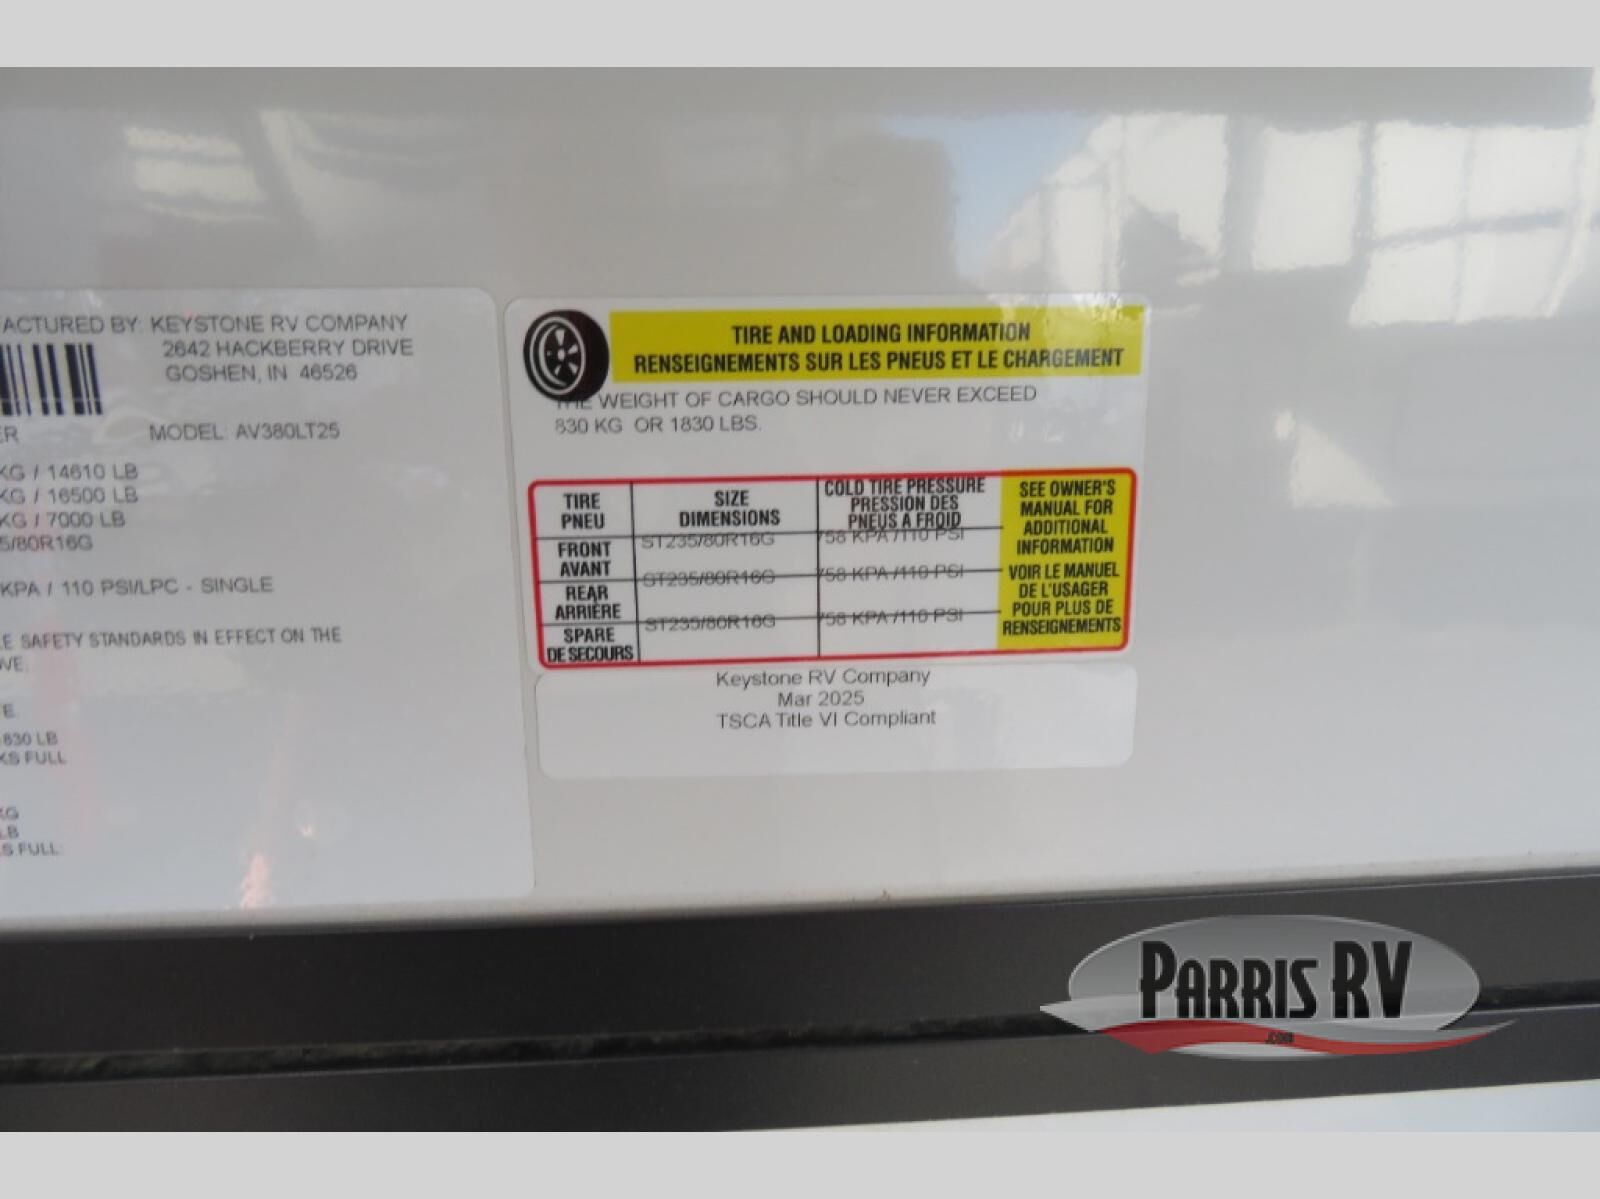 ACTURED BY: KEYSTONE RV COMPANY
2642 HACKBERRY DRIVE
GOSHEN, IN 46526
ER MODEL: AV380LT25
KG / 14610 LB
KG / 16500 LB
KG / 7000 LB
5/80R16G
KPA / 110 PSI/LPC - SINGLE
E SAFETY STANDARDS IN EFFECT ON THE
VE.
E.
830 LB
KS FULL
KG
LB
S FULL:
TIRE AND LOADING INFORMATION
RENSEIGNEMENTS SUR LES PNEUS ET LE CHARGEMENT
THE WEIGHT OF CARGO SHOULD NEVER EXCEED
830 KG OR 1830 LBS.
TIRE
PNEU
SIZE
DIMENSIONS
COLD TIRE PRESSURE
PRESSION DES
PNEUS A FROID
FRONT
AVANT
ST235/80R16G
758 KPA /110 PSI
REAR
ARRIÈRE
ST235/80R16G
758 KPA /110 PSI
SPARE
DE SECOURS
ST235/80R16G
758 KPA /110 PSI
SEE OWNER'S
MANUAL FOR
ADDITIONAL
INFORMATION
VOIR LE MANUEL
DE L'USAGER
POUR PLUS DE
RENSEIGNEMENTS
Keystone RV Company
Mar 2025
TSCA Title VI Compliant
PARRIS RV
.COM